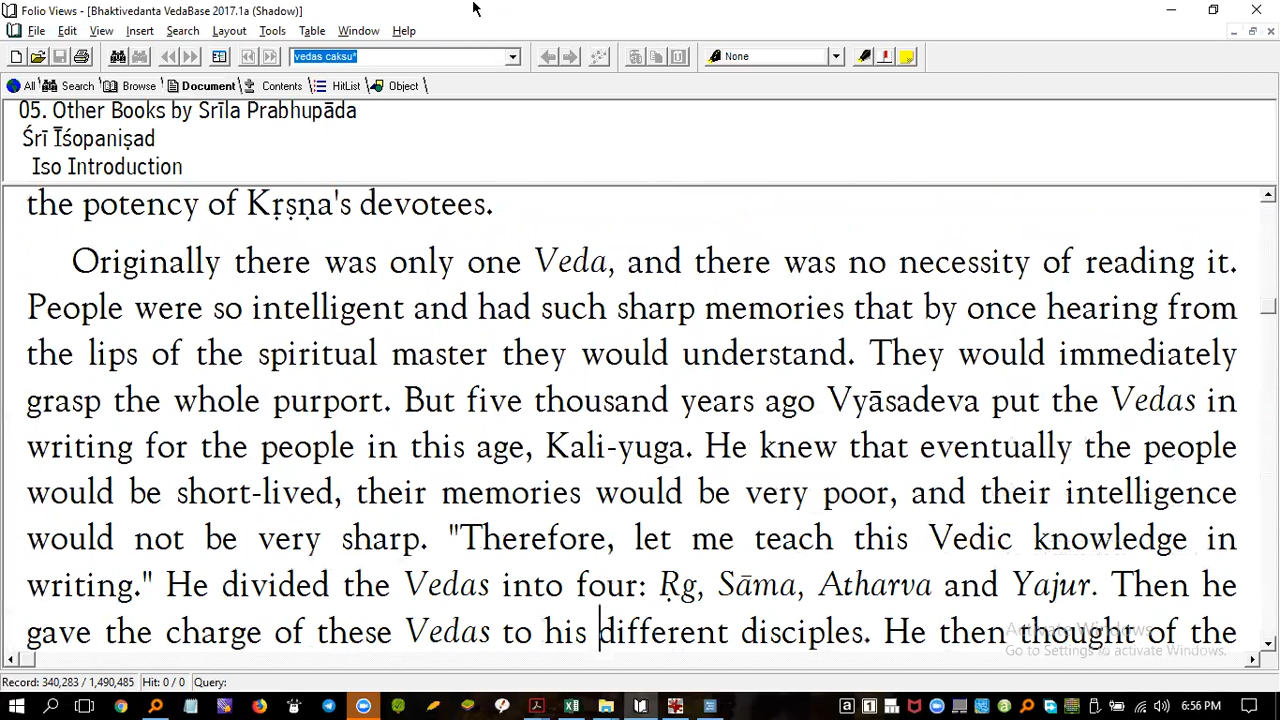 Folio Views - [Bhaktivedanta VedaBase 2017.1a (Shadow)]
File Edit View Insert Search Layout Tools Table Window Help
vedas caksu* None
All Search Browse Document Contents HitList Object
05. Other Books by Srīla Prabhupāda
Śrī Īśopaniṣad
Iso Introduction
the potency of Kṛṣṇa's devotees.
Originally there was only one Veda, and there was no necessity of reading it.
People were so intelligent and had such sharp memories that by once hearing from
the lips of the spiritual master they would understand. They would immediately
grasp the whole purport. But five thousand years ago Vyāsadeva put the Vedas in
writing for the people in this age, Kali-yuga. He knew that eventually the people
would be short-lived, their memories would be very poor, and their intelligence
would not be very sharp. "Therefore, let me teach this Vedic knowledge in
writing." He divided the Vedas into four: Ṛg, Sāma, Atharva and Yajur. Then he
gave the charge of these Vedas to his different disciples. He then thought of the
Activate Windows
Go to Settings to activate Windows.
Record: 340,283 / 1,490,485 Hit: 0 / 0 Query:
6:56 PM